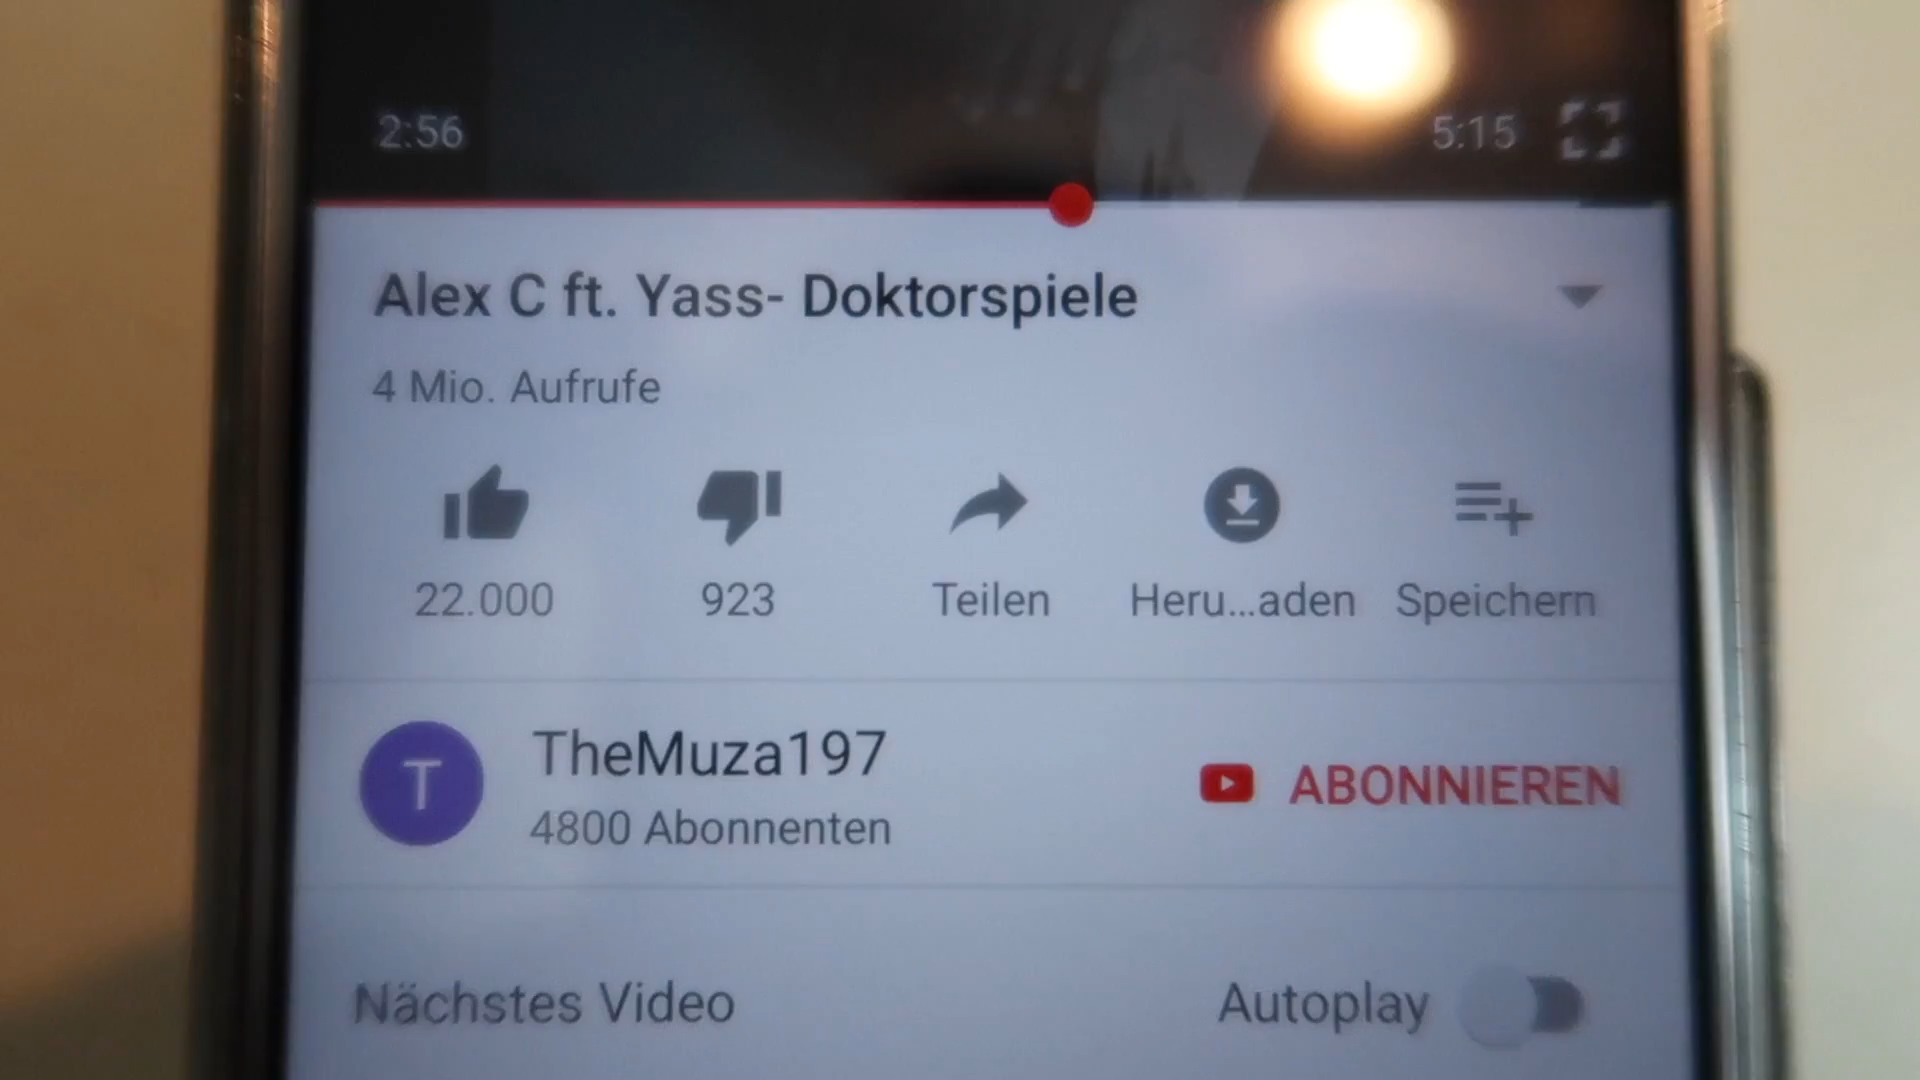 2:56 5:15
Alex C ft. Yass- Doktorspiele
4 Mio. Aufrufe
22.000 923 Teilen Heru...aden Speichern
T TheMuza197 ABONNIEREN
4800 Abonnenten
Nächstes Video Autoplay